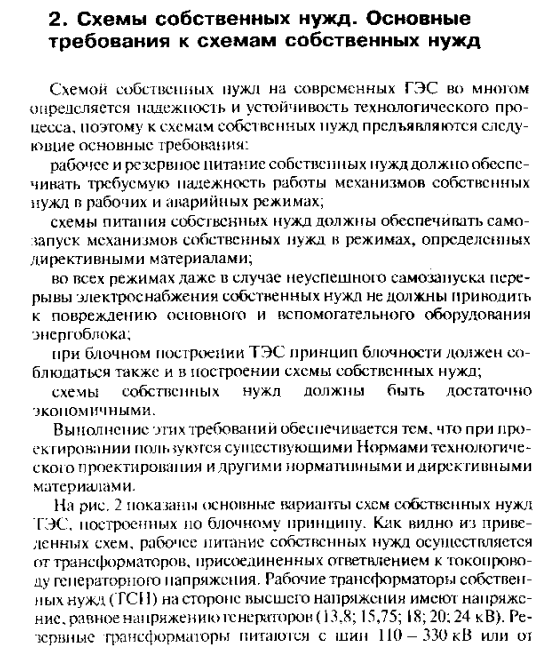 2. Схемы собственных нужд. Основные
требования к схемам собственных нужд
Схемой собственных нужд на современных ТЭС во многом
определяется надежность и устойчивость технологического про-
цесса, поэтому к схемам собственных нужд предъявляются следу-
ющие основные требования:
рабочее и резервное питание собственных нужд должно обеспе-
чивать требуемую надежность работы механизмов собственных
нужд в рабочих и аварийных режимах;
схемы питания собственных нужд должны обеспечивать само-
запуск механизмов собственных нужд в режимах, определенных
директивными материалами;
во всех режимах даже в случае неуспешного самозапуска пере-
рывы электроснабжения собственных нужд не должны приводить
к повреждению основного и вспомогательного оборудования
энергоблока;
при блочном построении ТЭС принцип блочности должен со-
блюдаться также и в построении схемы собственных нужд;
схемы собственных нужд должны быть достаточно
экономичными.
Выполнение этих требований обеспечивается тем, что при про-
ектировании пользуются существующими Нормами технологиче-
ского проектирования и другими нормативными и директивными
материалами.
На рис. 2 показаны основные варианты схем собственных нужд
ТЭС, построенных по блочному принципу. Как видно из приве-
денных схем, рабочее питание собственных нужд осуществляется
от трансформаторов, присоединенных ответвлением к токопрово-
ду генераторного напряжения. Рабочие трансформаторы собствен-
ных нужд (ТСН) на стороне высшего напряжения имеют напряже-
ние, равное напряжению генераторов (13,8; 15,75; 18; 20; 24 кВ). Ре-
зервные трансформаторы питаются с шин 110 – 330 кВ или от